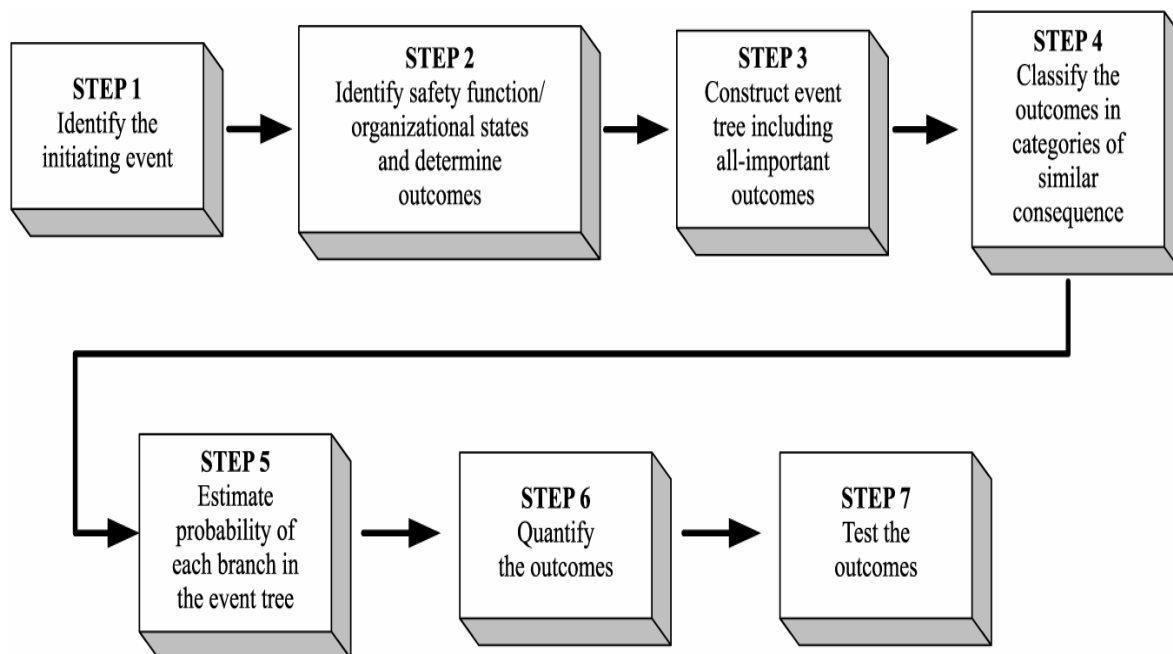 STEP 1
Identify the
initiating event
STEP 2
Identify safety function/
organizational states
and determine
outcomes
STEP 3
Construct event
tree including
all-important
outcomes
STEP 4
Classify the
outcomes in
categories of
similar
consequence
STEP 5
Estimate
probability of
each branch in
the event tree
STEP 6
Quantify
the outcomes
STEP 7
Test the
outcomes